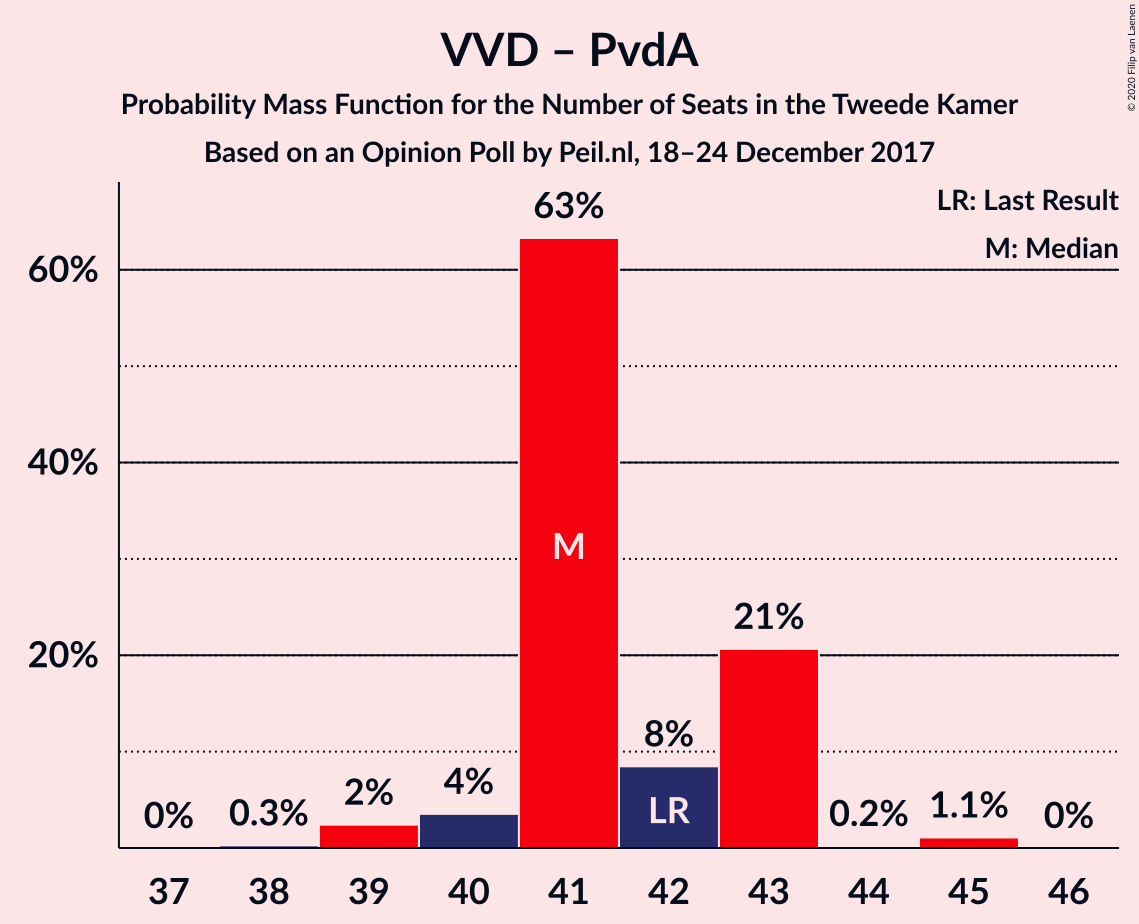 VVD – PvdA
Probability Mass Function for the Number of Seats in the Tweede Kamer
Based on an Opinion Poll by Peil.nl, 18–24 December 2017
© 2020 Filip van Laenen
LR: Last Result
M: Median
60%
40%
20%
0%
0.3%
2%
4%
63%
M
8%
LR
21%
0.2%
1.1%
0%
37 38 39 40 41 42 43 44 45 46